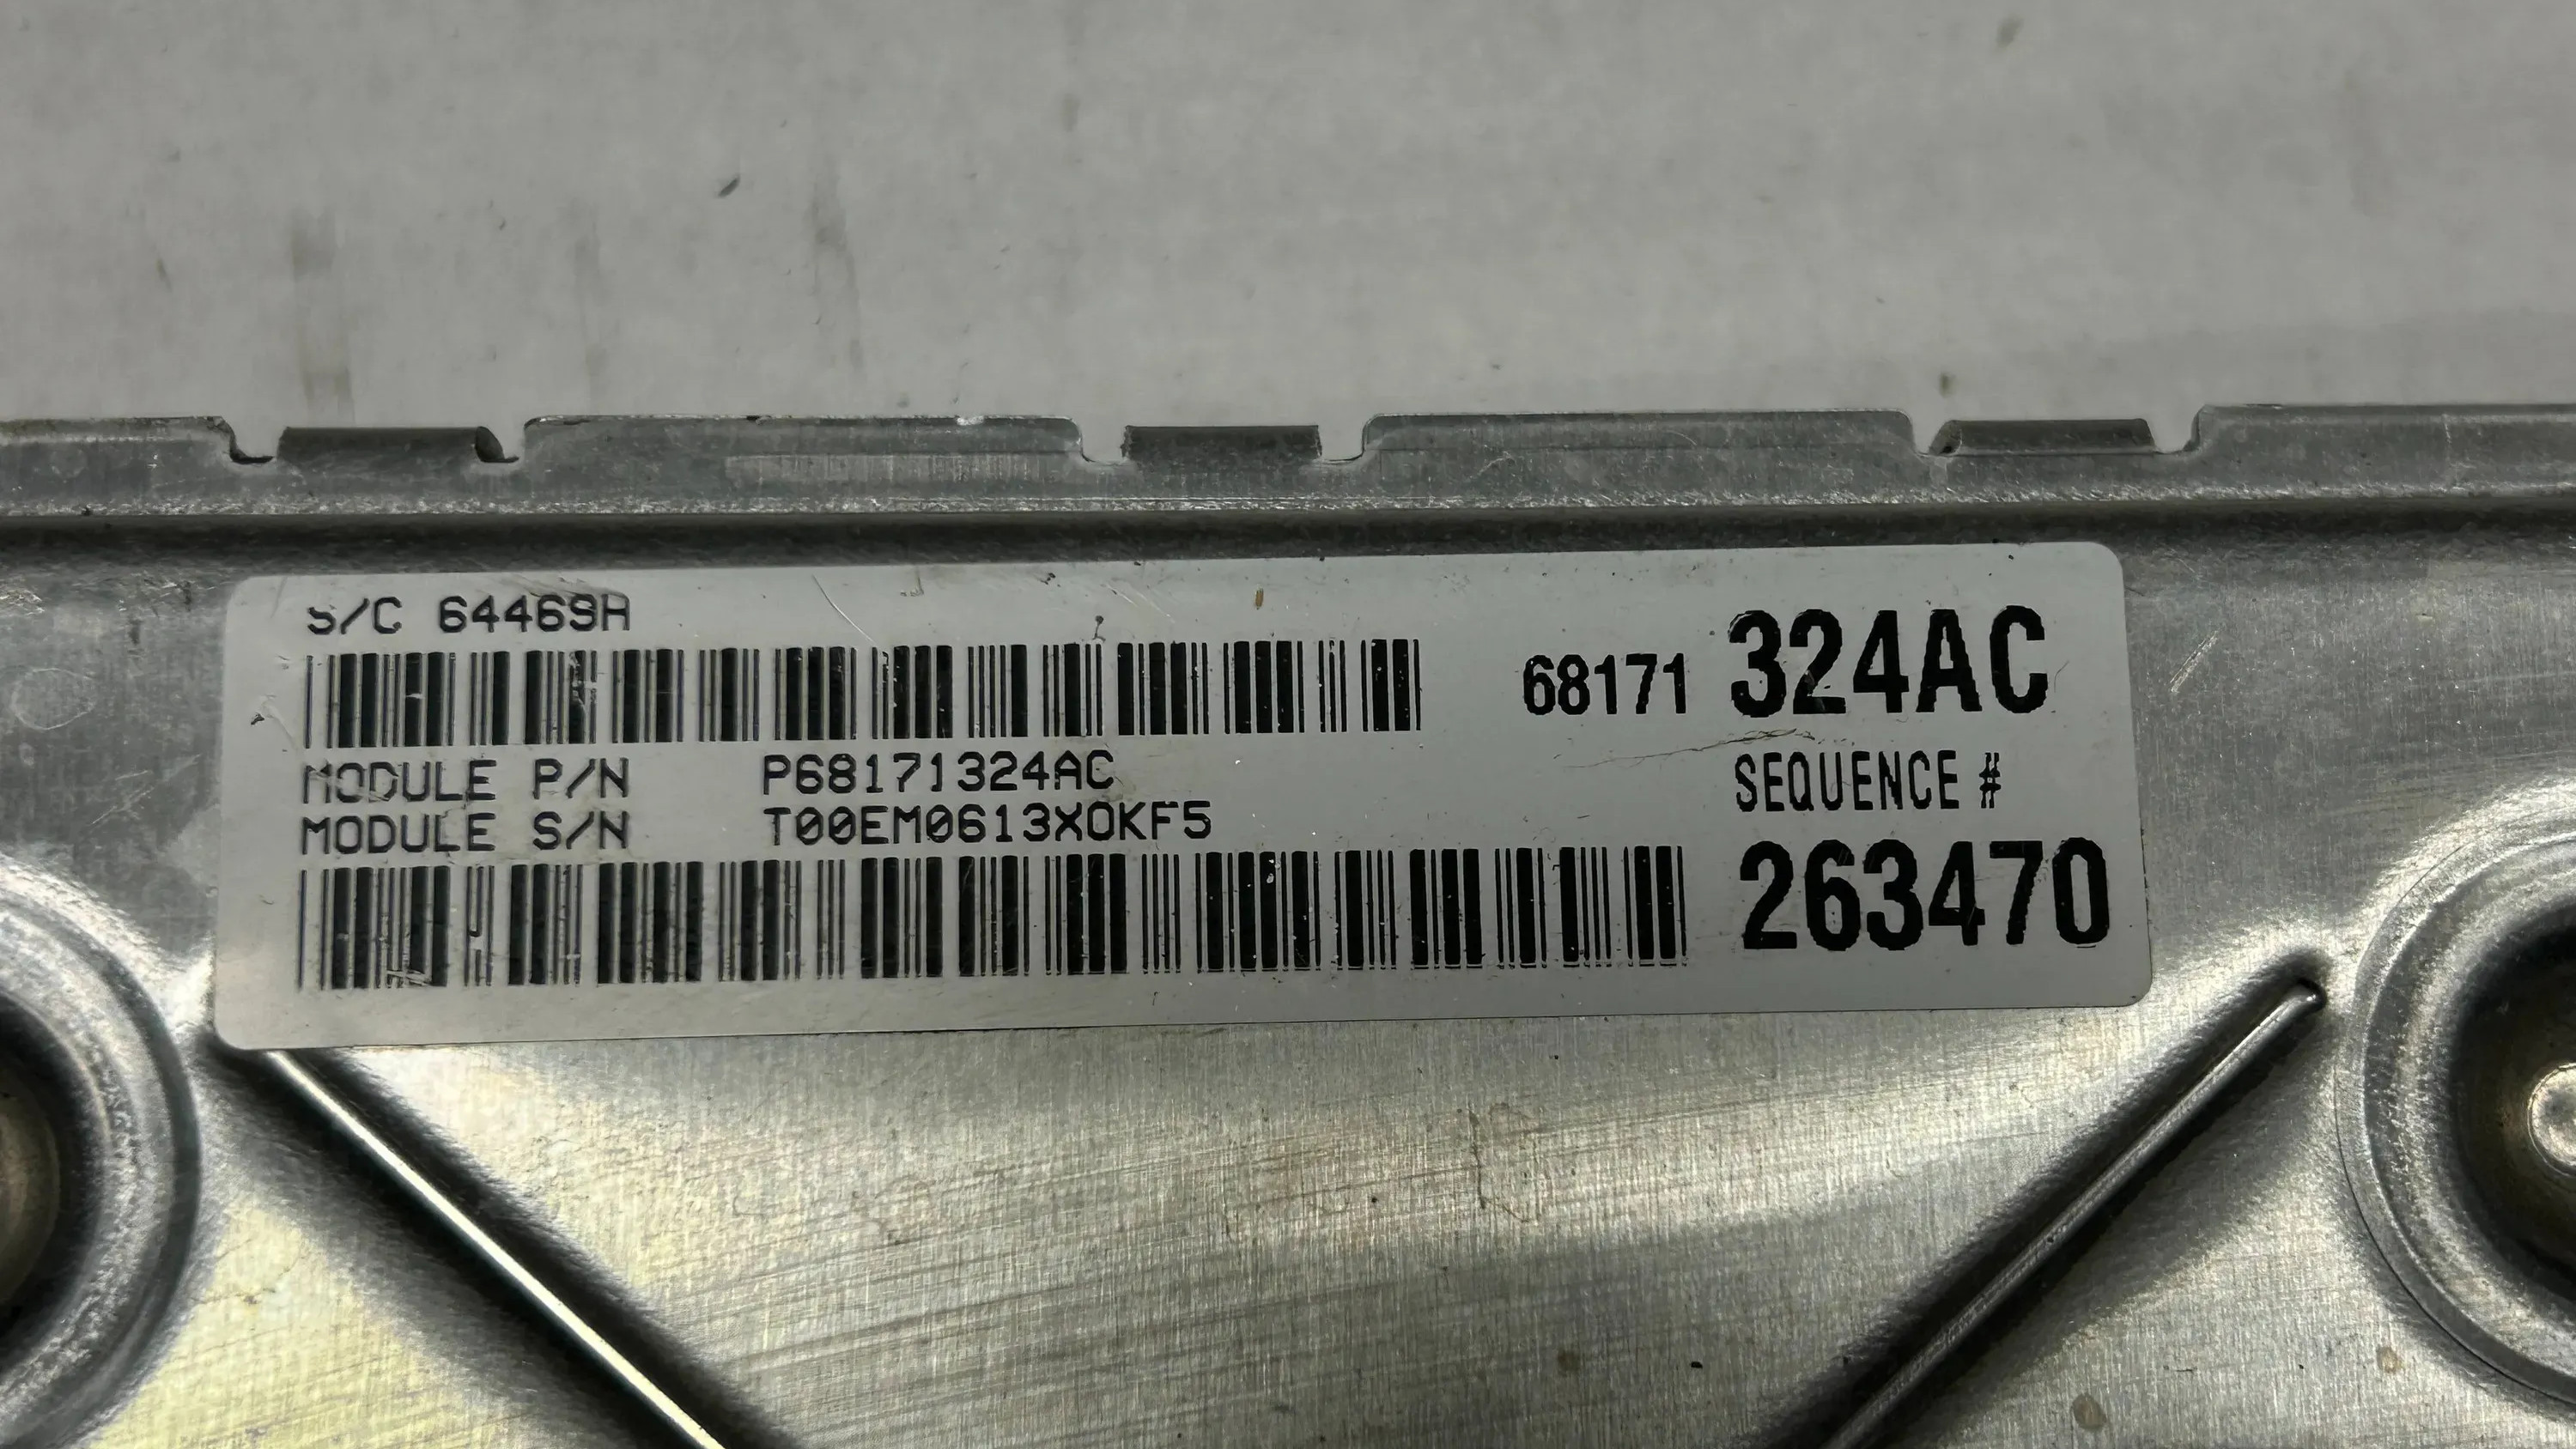 S/C 64469H
68171 324AC
MODULE P/N P68171324AC
MODULE S/N T00EM0613X0KF5
SEQUENCE #
263470